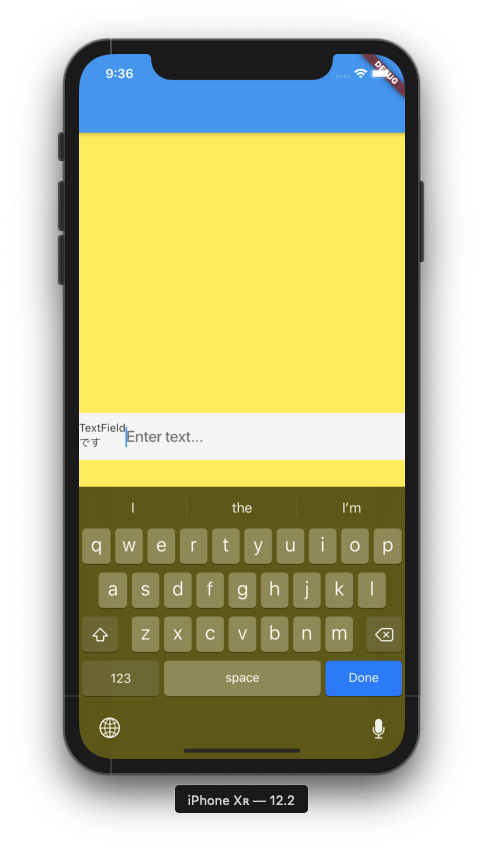 9:36
DEBUG
TextField
です
Enter text...
I
the
I'm
q w e r t y u i o p
a s d f g h j k l
z x c v b n m
123
space
Done
iPhone Xʀ — 12.2